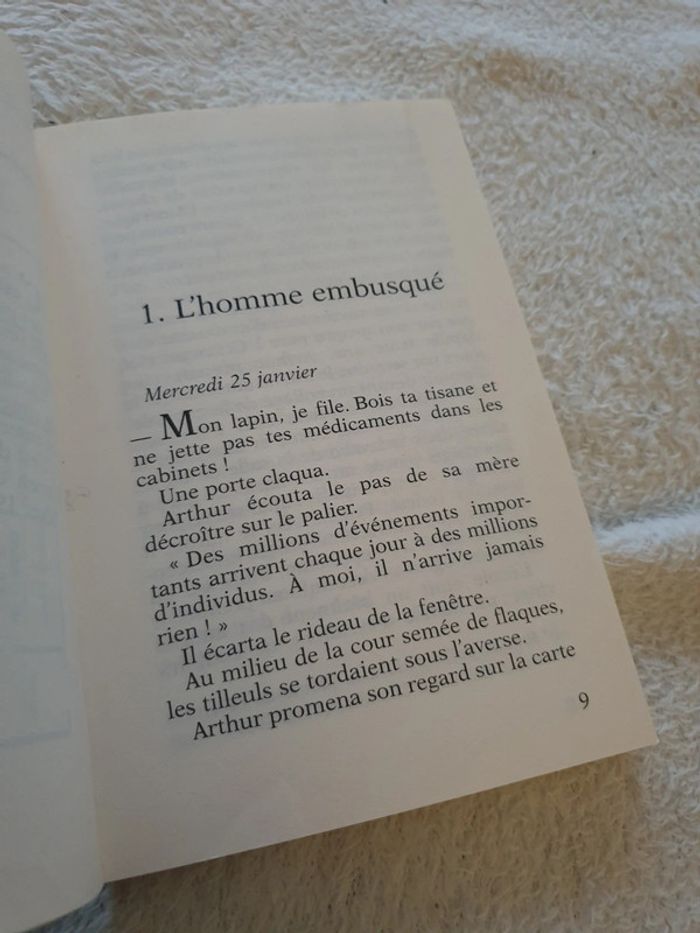 1. L'homme embusqué
Mercredi 25 janvier
— Mon lapin, je file. Bois ta tisane et
ne jette pas tes médicaments dans les
cabinets !
Une porte claqua.
Arthur écouta le pas de sa mère
décroître sur le palier.
« Des millions d'événements impor-
tants arrivent chaque jour à des millions
d'individus. À moi, il n'arrive jamais
rien ! »
Il écarta le rideau de la fenêtre.
Au milieu de la cour semée de flaques,
les tilleuls se tordaient sous l'averse.
Arthur promena son regard sur la carte
9